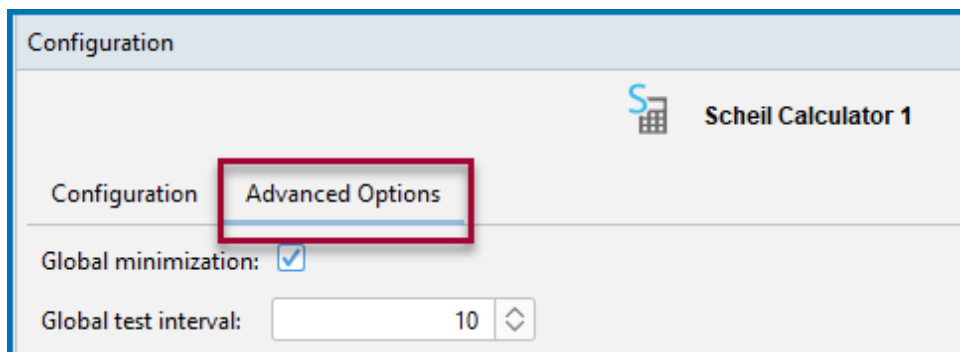 Configuration
Scheil Calculator 1
Configuration Advanced Options
Global minimization:
Global test interval: 10